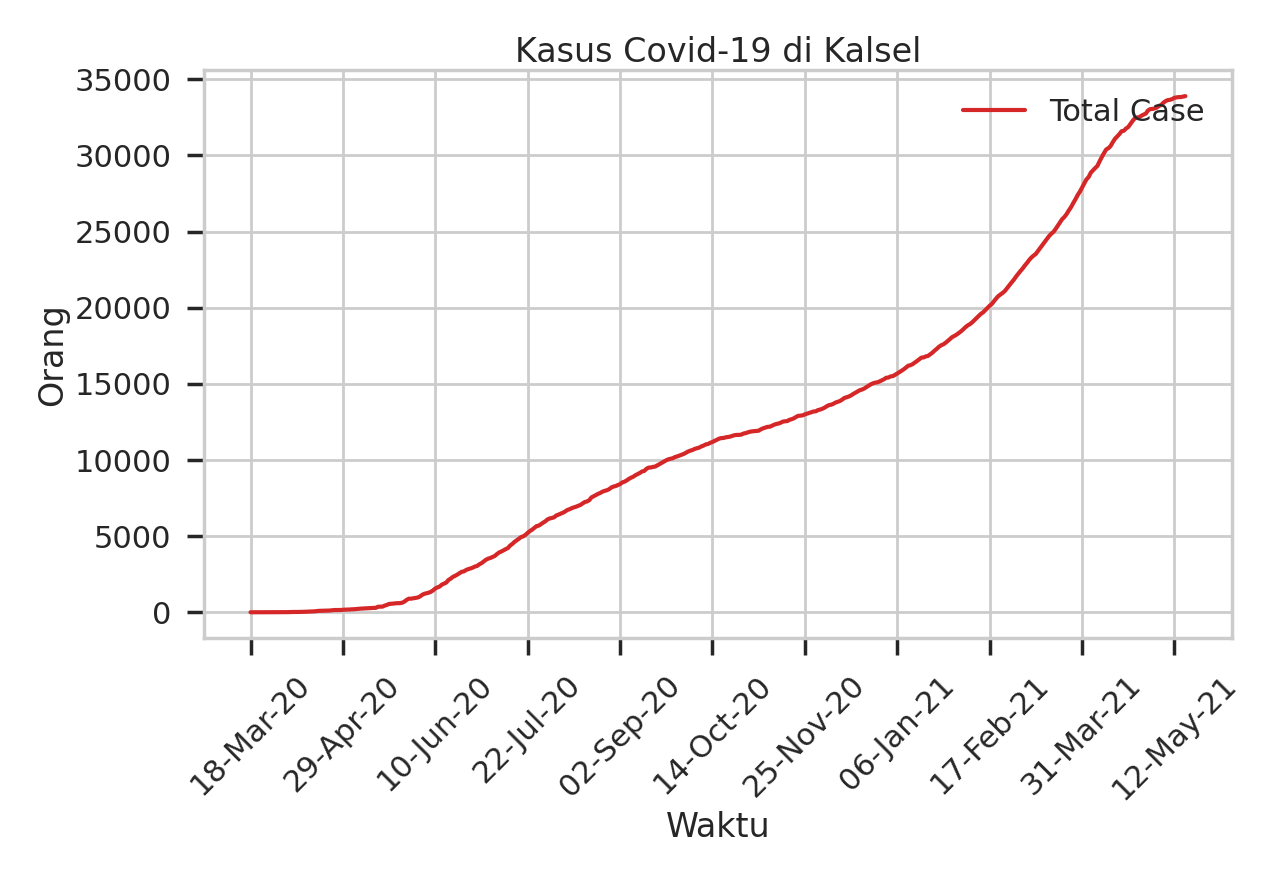 Kasus Covid-19 di Kalsel
Total Case
35000
30000
25000
20000
15000
10000
5000
0
Orang
18-Mar-20
29-Apr-20
10-Jun-20
22-Jul-20
02-Sep-20
14-Oct-20
25-Nov-20
06-Jan-21
17-Feb-21
31-Mar-21
12-May-21
Waktu